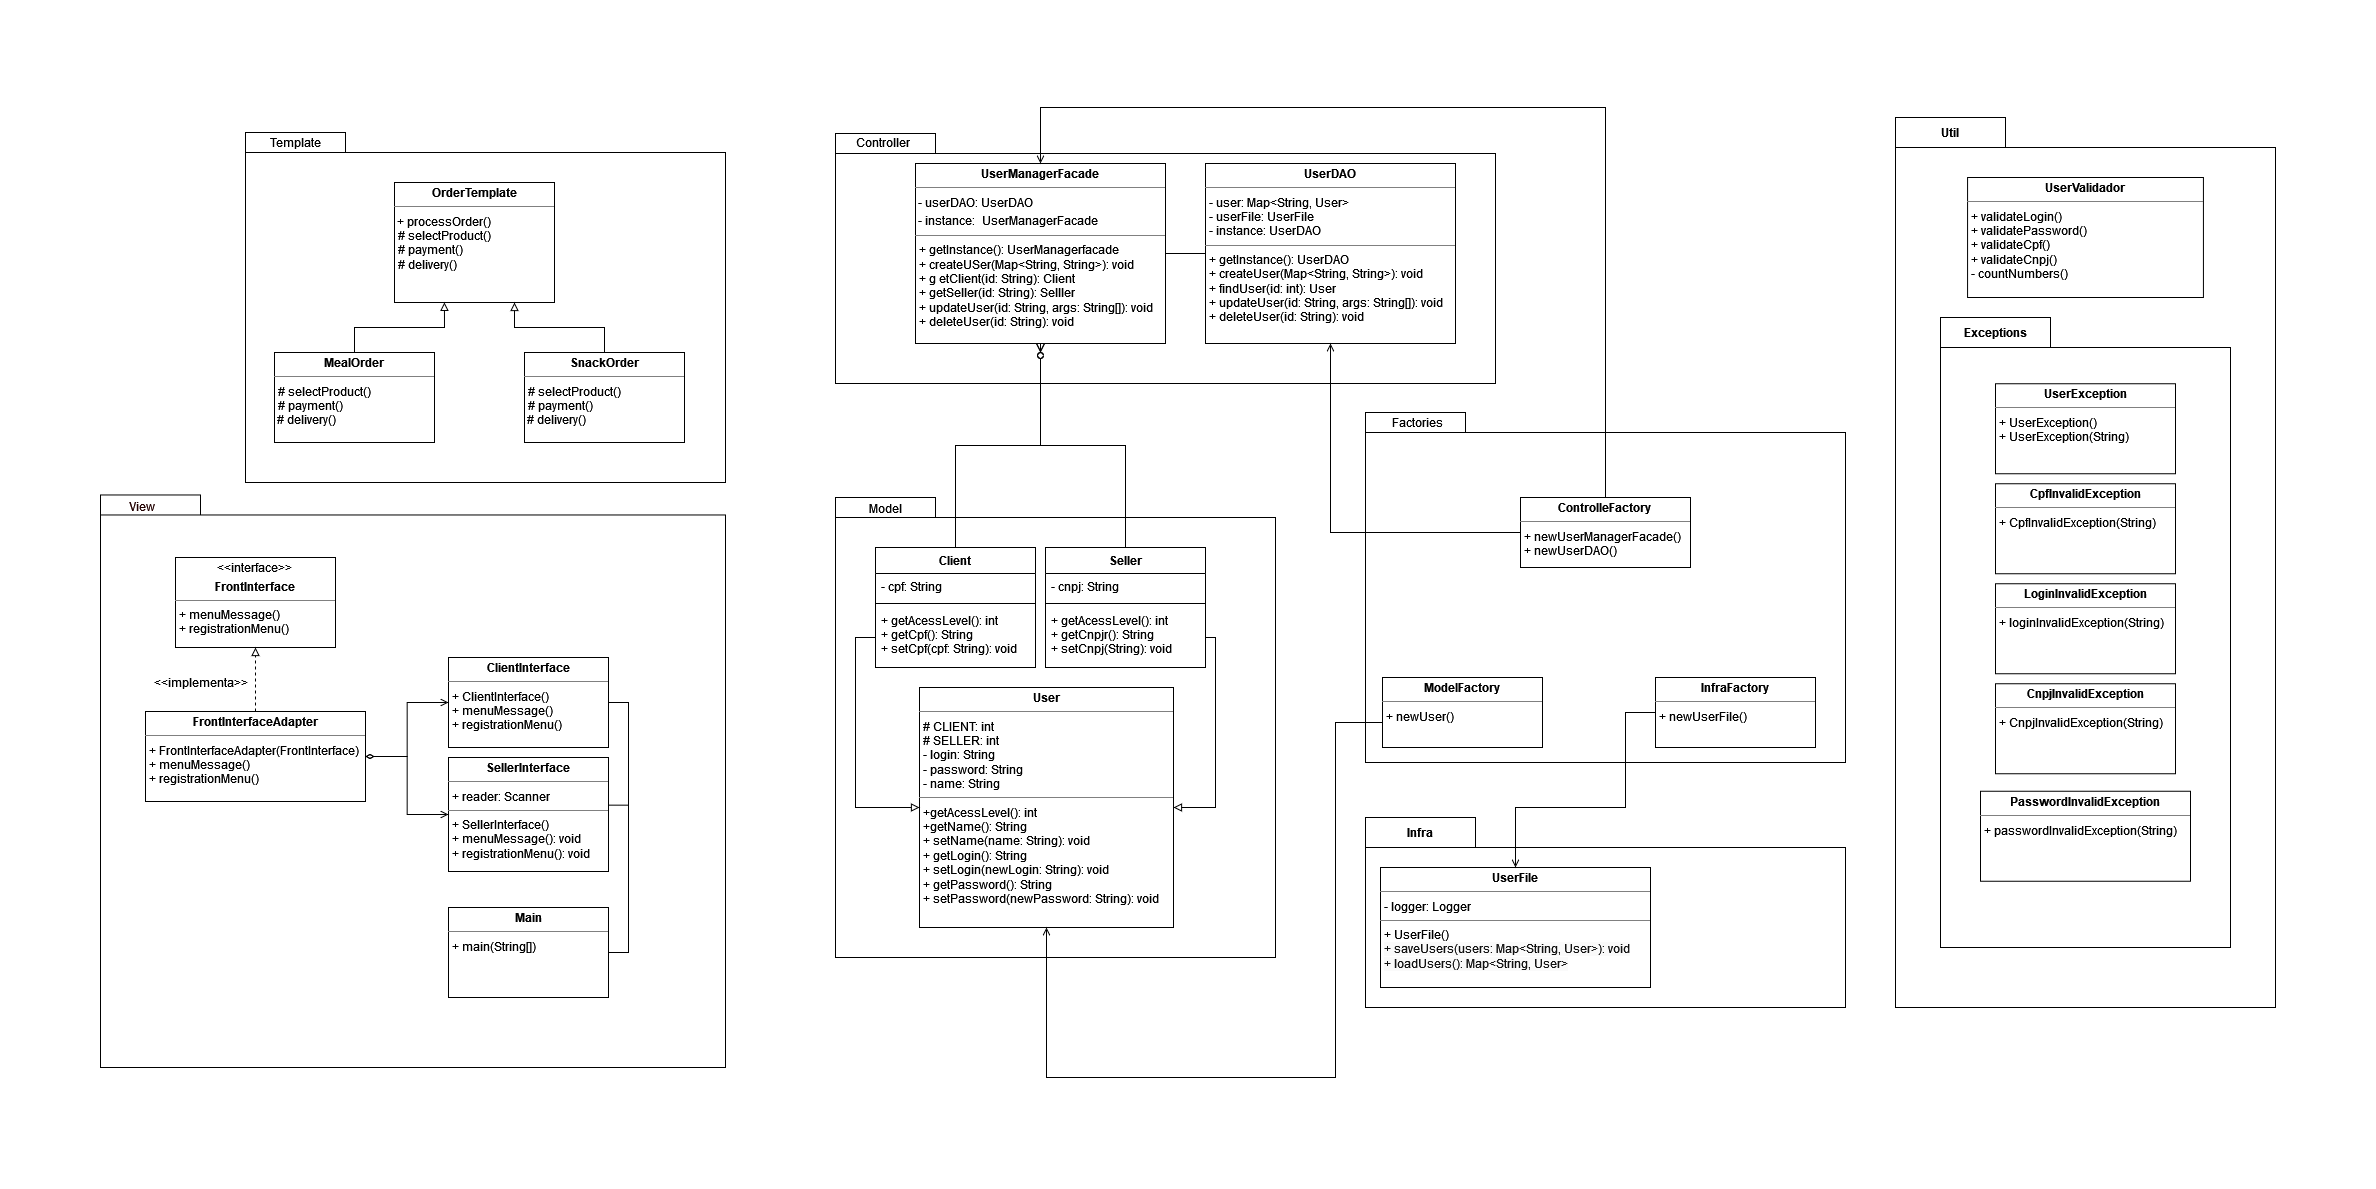 Template
OrderTemplate
+ processOrder()
# selectProduct()
# payment()
# delivery()
MealOrder
# selectProduct()
# payment()
# delivery()
SnackOrder
# selectProduct()
# payment()
# delivery()
View
<<interface>>
FrontInterface
+ menuMessage()
+ registrationMenu()
<<implementa>>
FrontInterfaceAdapter
+ FrontInterfaceAdapter(FrontInterface)
+ menuMessage()
+ registrationMenu()
ClientInterface
+ ClientInterface()
+ menuMessage()
+ registrationMenu()
SellerInterface
+ reader: Scanner
+ SellerInterface()
+ menuMessage(): void
+ registrationMenu(): void
Main
+ main(String[])
Controller
UserManagerFacade
- userDAO: UserDAO
- instance:  UserManagerFacade
+ getInstance(): UserManagerfacade
+ createUSer(Map<String, String>): void
+ g etClient(id: String): Client
+ getSeller(id: String): Selller
+ updateUser(id: String, args: String[]): void
+ deleteUser(id: String): void
UserDAO
- user: Map<String, User>
- userFile: UserFile
- instance: UserDAO
+ getInstance(): UserDAO
+ createUser(Map<String, String>): void
+ findUser(id: int): User
+ updateUser(id: String, args: String[]): void
+ deleteUser(id: String): void
Model
Client
- cpf: String
+ getAcessLevel(): int
+ getCpf(): String
+ setCpf(cpf: String): void
Seller
- cnpj: String
+ getAcessLevel(): int
+ getCnpjr(): String
+ setCnpj(String): void
User
# CLIENT: int
# SELLER: int
- login: String
- password: String
- name: String
+getAcessLevel(): int
+getName(): String
+ setName(name: String): void
+ getLogin(): String
+ setLogin(newLogin: String): void
+ getPassword(): String
+ setPassword(newPassword: String): void
Factories
ControlleFactory
+ newUserManagerFacade()
+ newUserDAO()
ModelFactory
+ newUser()
InfraFactory
+ newUserFile()
Infra
UserFile
- logger: Logger
+ UserFile()
+ saveUsers(users: Map<String, User>): void
+ loadUsers(): Map<String, User>
Util
UserValidador
+ validateLogin()
+ validatePassword()
+ validateCpf()
+ validateCnpj()
- countNumbers()
Exceptions
UserException
+ UserException()
+ UserException(String)
CpfInvalidException
+ CpfInvalidException(String)
LoginInvalidException
+ loginInvalidException(String)
CnpjInvalidException
+ CnpjInvalidException(String)
PasswordInvalidException
+ passwordInvalidException(String)